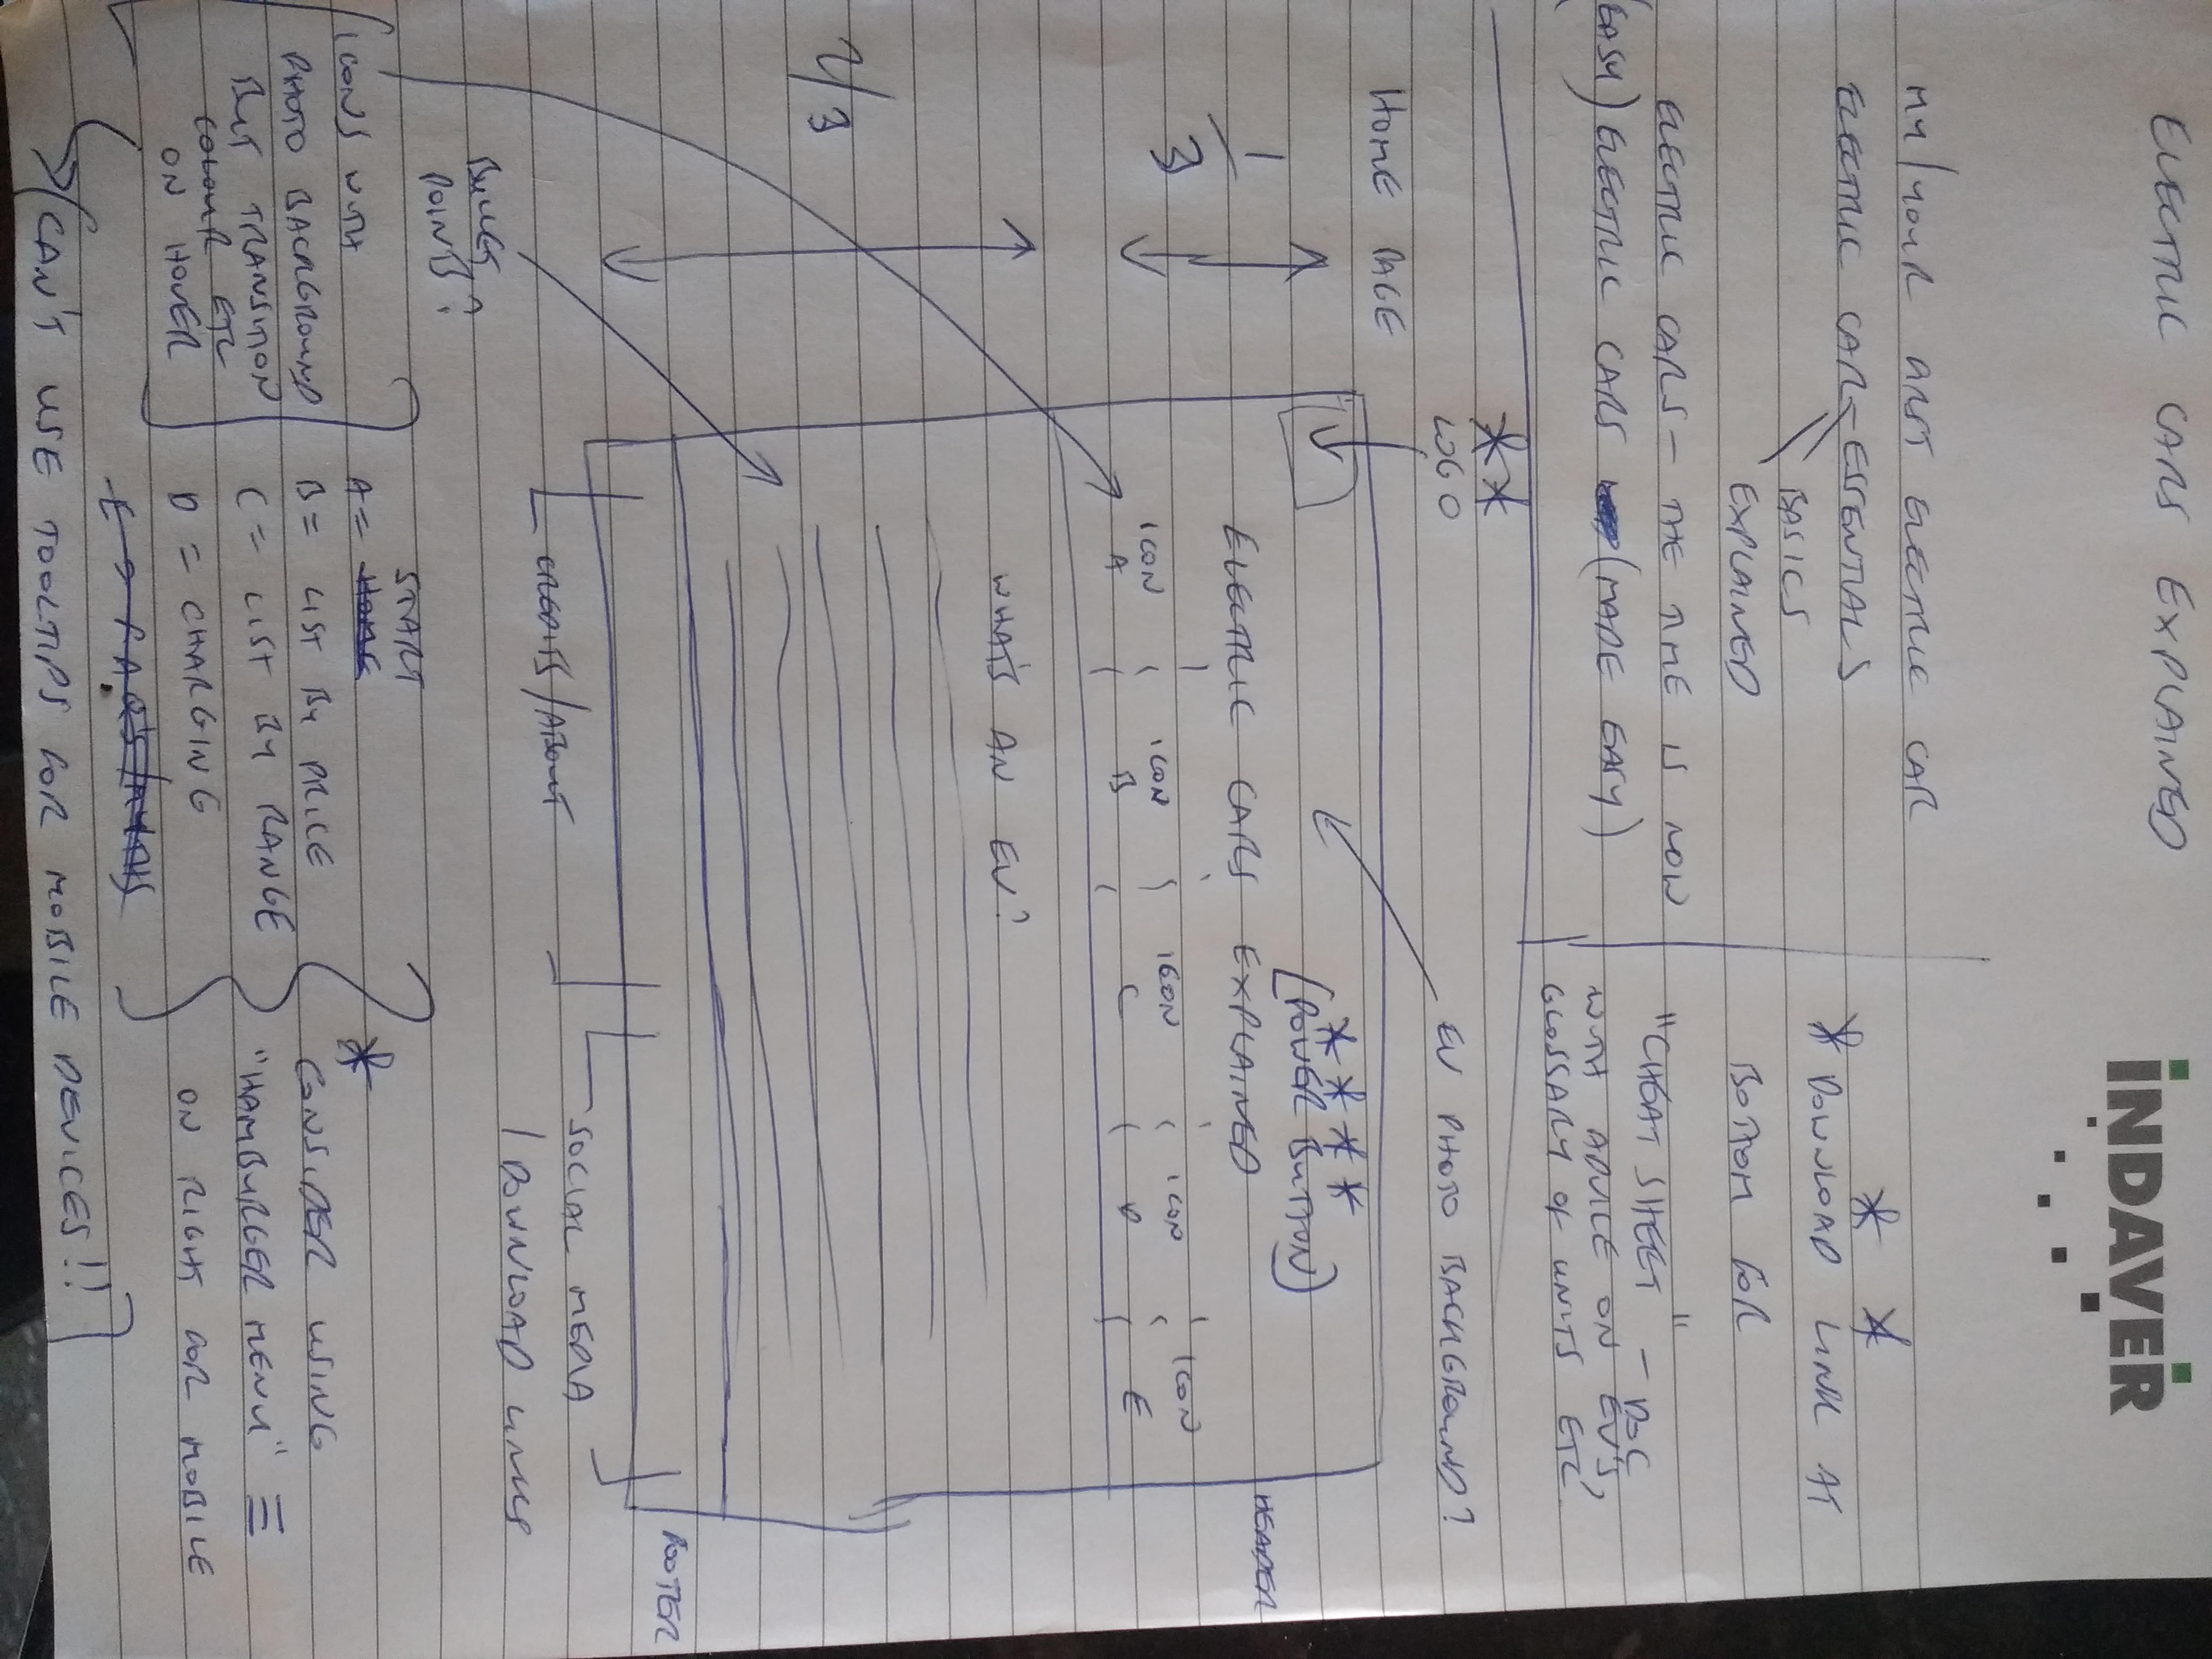 ELECTRIC CARS EXPLAINED
INDAVER
MY/YOUR FIRST ELECTRIC CAR
ELECTRIC CAR - ESSENTIALS
BASICS
EXPLAINED
ELECTRIC CARS - THE TIME IS NOW
(EASY) ELECTRIC CARS (MADE EASY)
* DOWNLOAD LINK AT
BOTTOM FOR
"CHEAT SHEET" - DOC
WITH ADVICE ON EV'S,
GLOSSARY OF UNITS ETC.
**
LOGO
HOME PAGE
EV PHOTO BACKGROUND?
****
(POWER BUTTON)
HEADER
ELECTRIC CARS EXPLAINED
1/3
ICON A
ICON B
ICON C
ICON D
ICON E
WHAT'S AN EV?
2/3
FOOTER
BULLET POINTS?
CREDITS/ABOUT
SOCIAL MEDIA
/DOWNLOAD LINKS
ICONS WITH
PHOTO BACKGROUND
BUT TRANSITION
COLOUR ETC
ON HOVER
START
A = HOME
B = LIST BY PRICE
C = LIST BY RANGE
D = CHARGING
* CONSIDER USING
"HAMBURGER MENU" ≡
ON RIGHT FOR MOBILE
CAN'T USE TOOLTIPS FOR MOBILE DEVICES!!